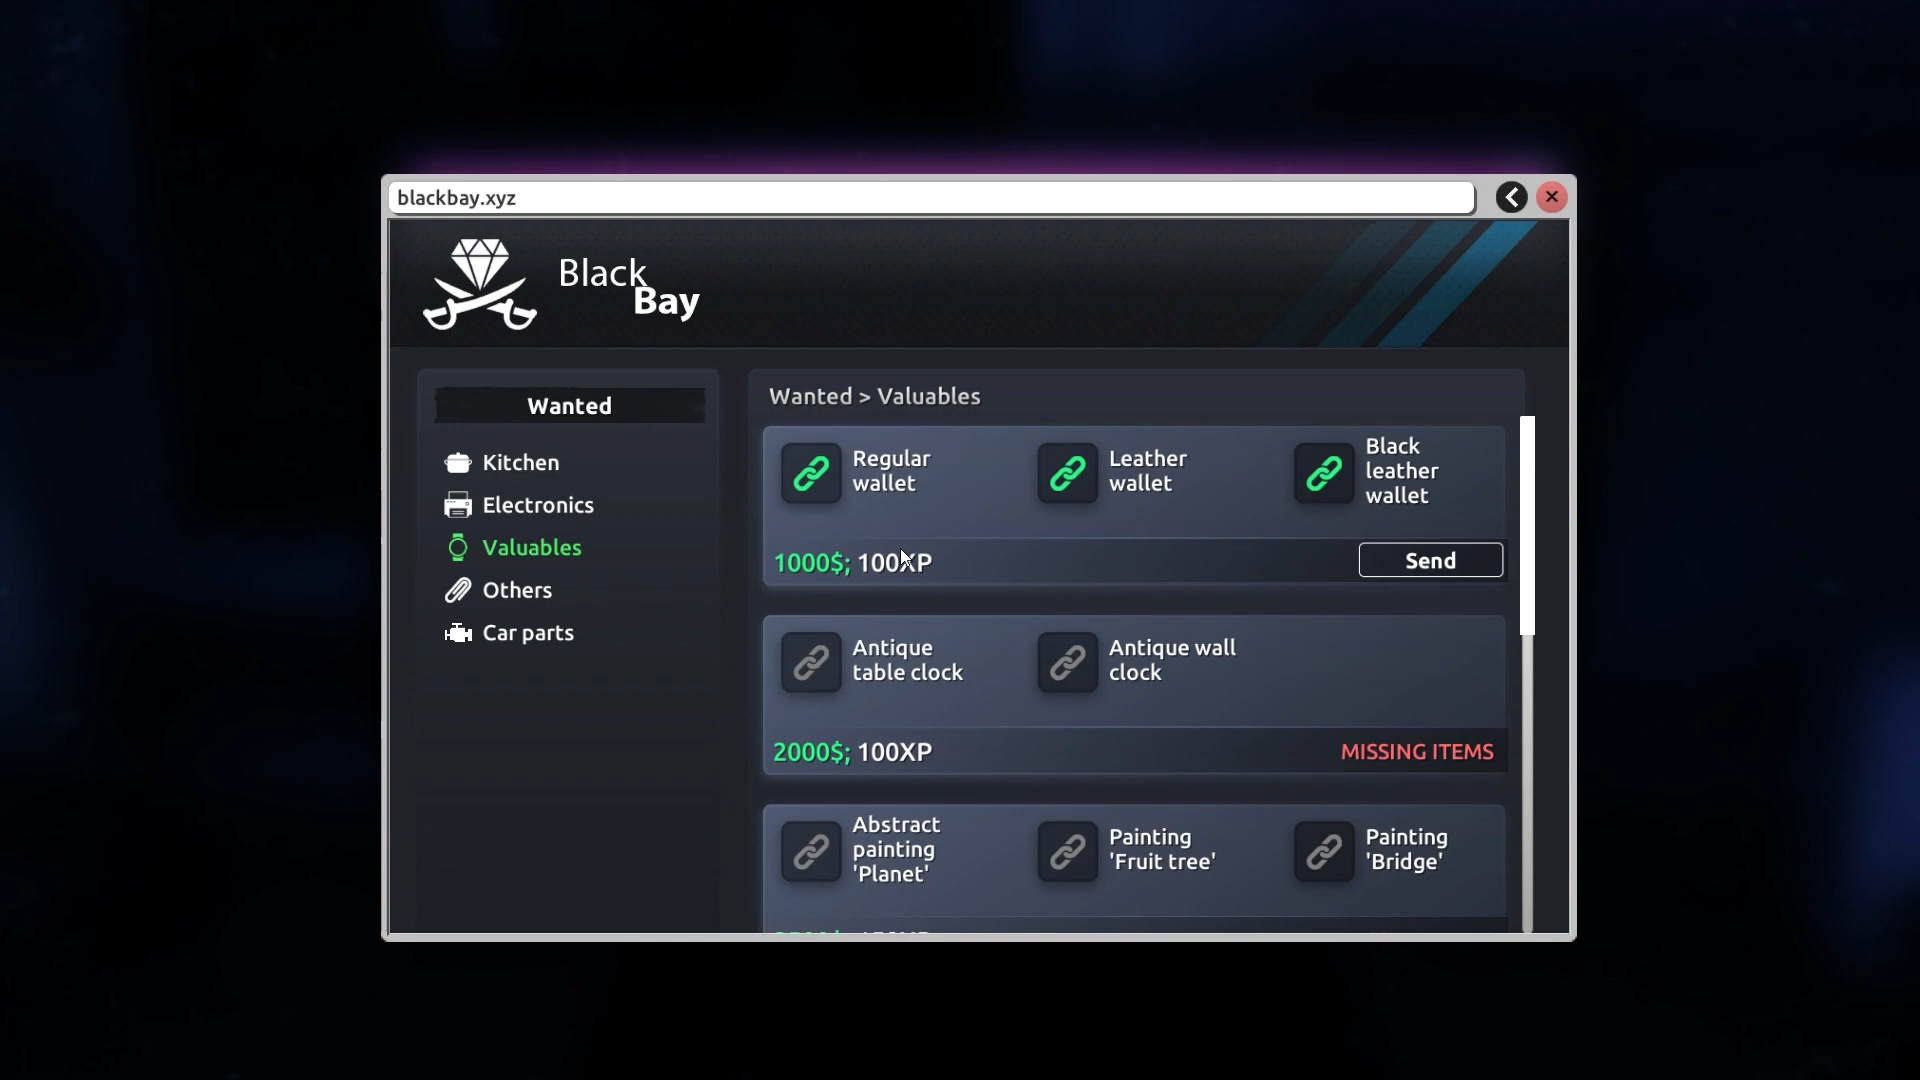 blackbay.xyz
Black
Bay
Wanted
Kitchen
Electronics
Valuables
Others
Car parts
Wanted > Valuables
Regular
wallet
Leather
wallet
Black
leather
wallet
1000$; 100XP
Send
Antique
table clock
Antique wall
clock
2000$; 100XP
MISSING ITEMS
Abstract
painting
'Planet'
Painting
'Fruit tree'
Painting
'Bridge'